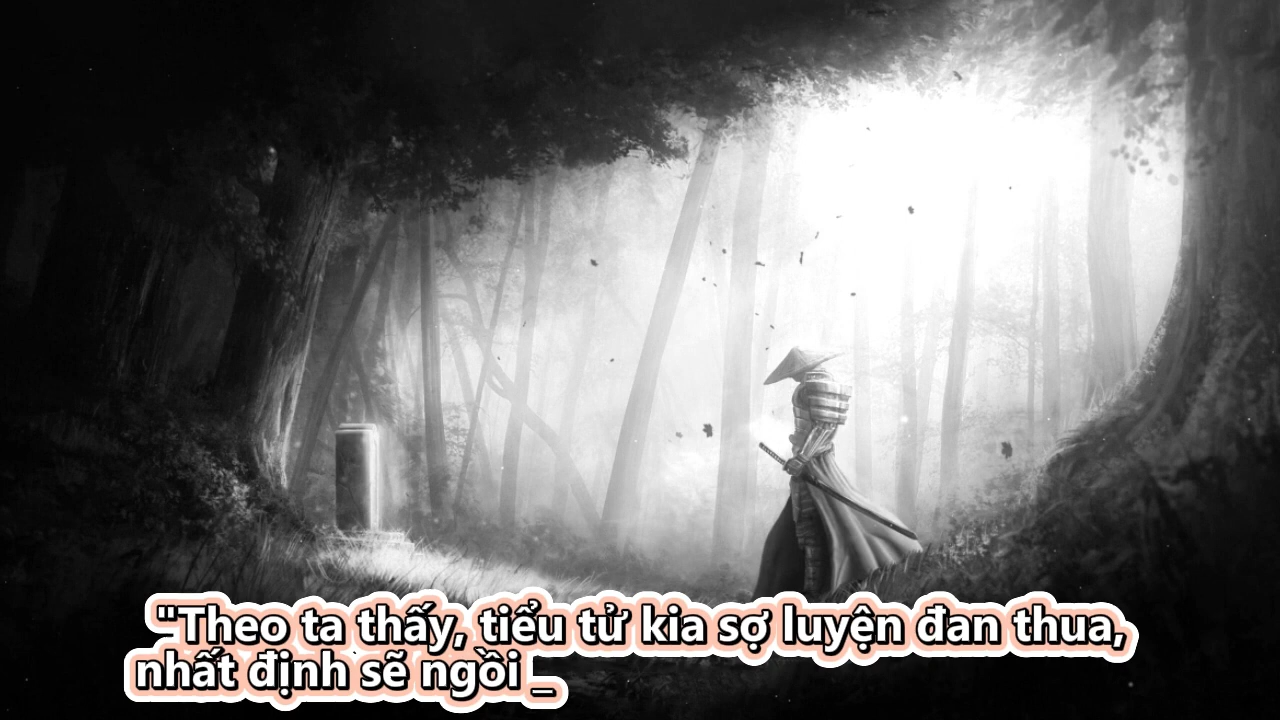 "Theo ta thấy, tiểu tử kia sợ luyện đan thua,
nhất định sẽ ngồi _